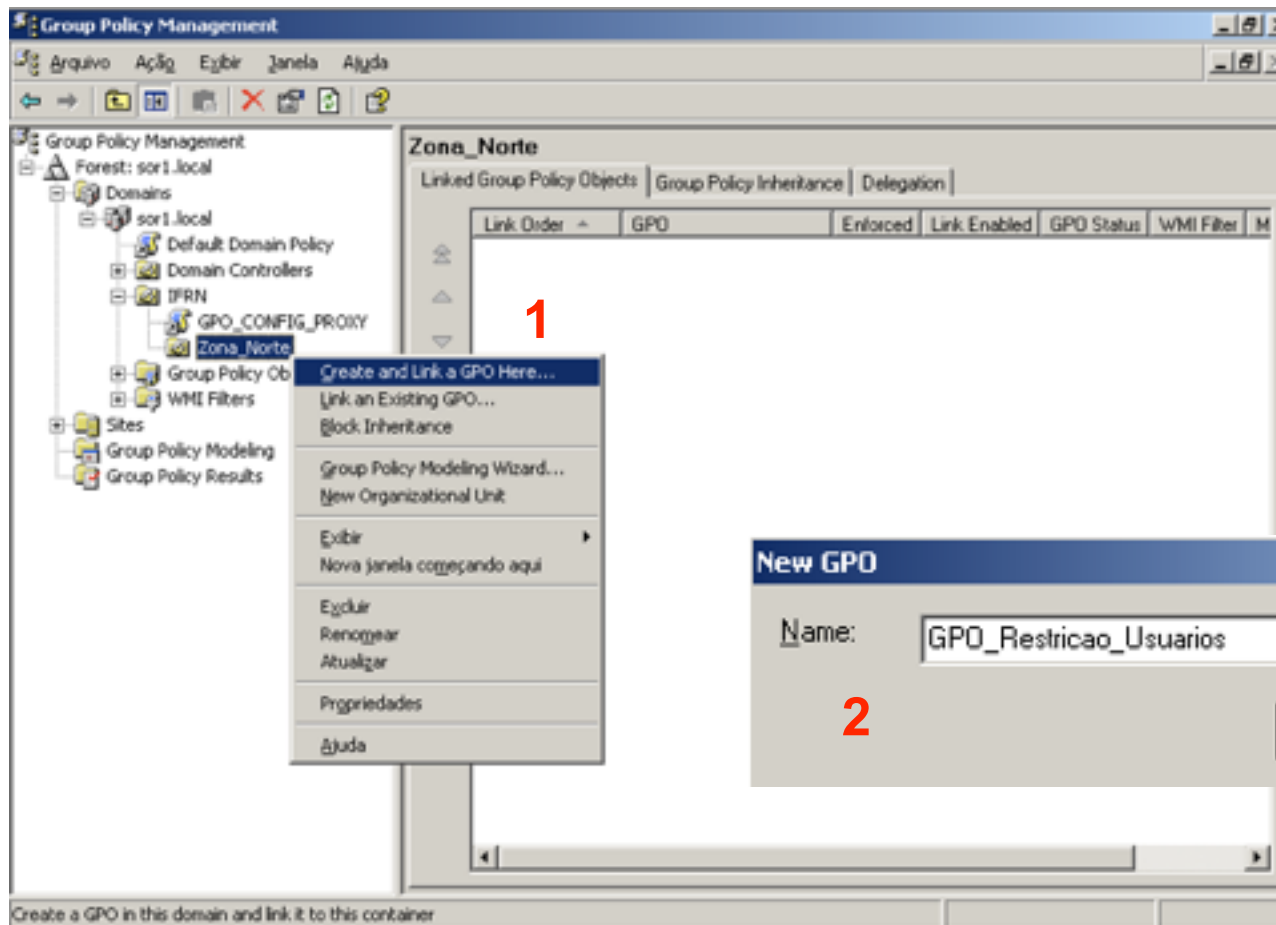 Group Policy Management
Arquivo Ação Exibir Janela Ajuda
Group Policy Management
Forest: sor1.local
Domains
sor1.local
Default Domain Policy
Domain Controllers
IFRN
GPO_CONFIG_PROXY
Zona_Norte
Group Policy Ob
WMI Filters
Sites
Group Policy Modeling
Group Policy Results
Zona_Norte
Linked Group Policy Objects Group Policy Inheritance Delegation
Link Order GPO Enforced Link Enabled GPO Status WMI Filter M
1
Create and Link a GPO Here...
Link an Existing GPO...
Block Inheritance
Group Policy Modeling Wizard...
New Organizational Unit
Exibir
Nova janela começando aqui
Excluir
Renomear
Atualizar
Propriedades
Ajuda
New GPO
Name: GPO_Restricao_Usuarios
2
Create a GPO in this domain and link it to this container